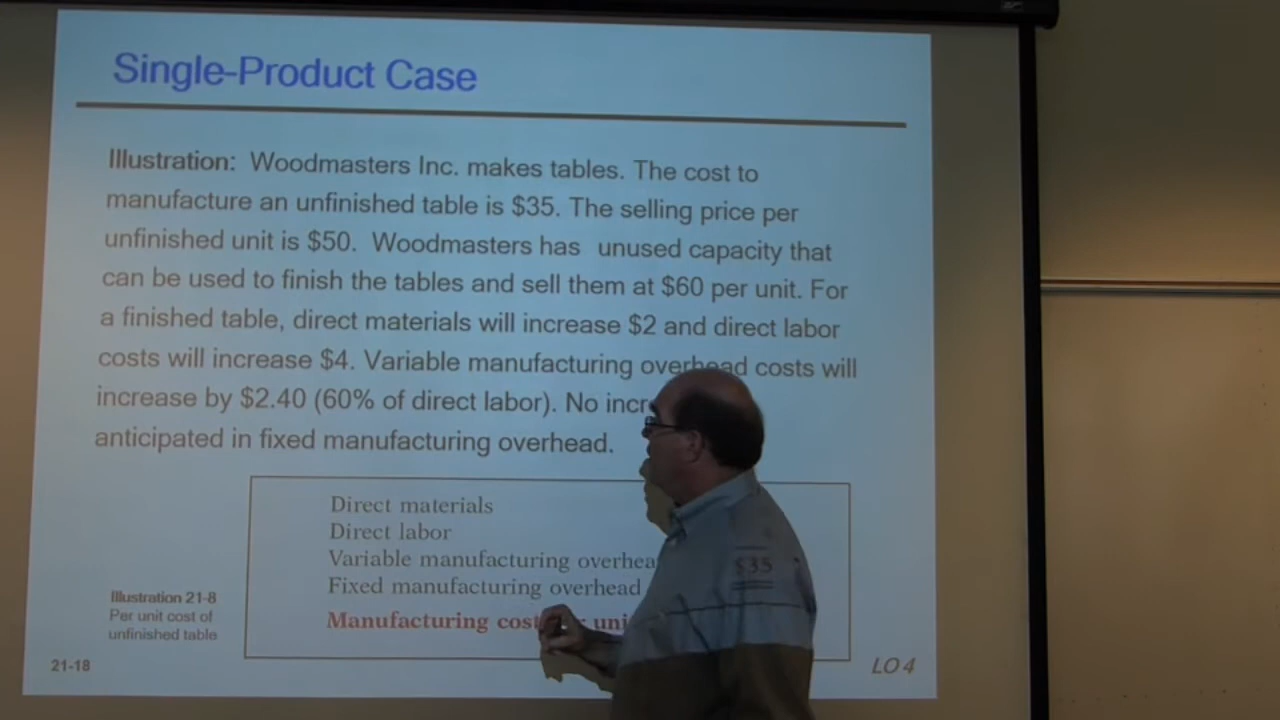 Single-Product Case
Illustration: Woodmasters Inc. makes tables. The cost to
manufacture an unfinished table is $35. The selling price per
unfinished unit is $50. Woodmasters has unused capacity that
can be used to finish the tables and sell them at $60 per unit. For
a finished table, direct materials will increase $2 and direct labor
costs will increase $4. Variable manufacturing overhead costs will
increase by $2.40 (60% of direct labor). No
anticipated in fixed manufacturing overhead.
Direct materials
Direct labor
Variable manufacturing
$35
Fixed manufacturing overhead
Manufacturing
Illustration 21-8
Per unit cost of
unfinished table
21-18
LO 4